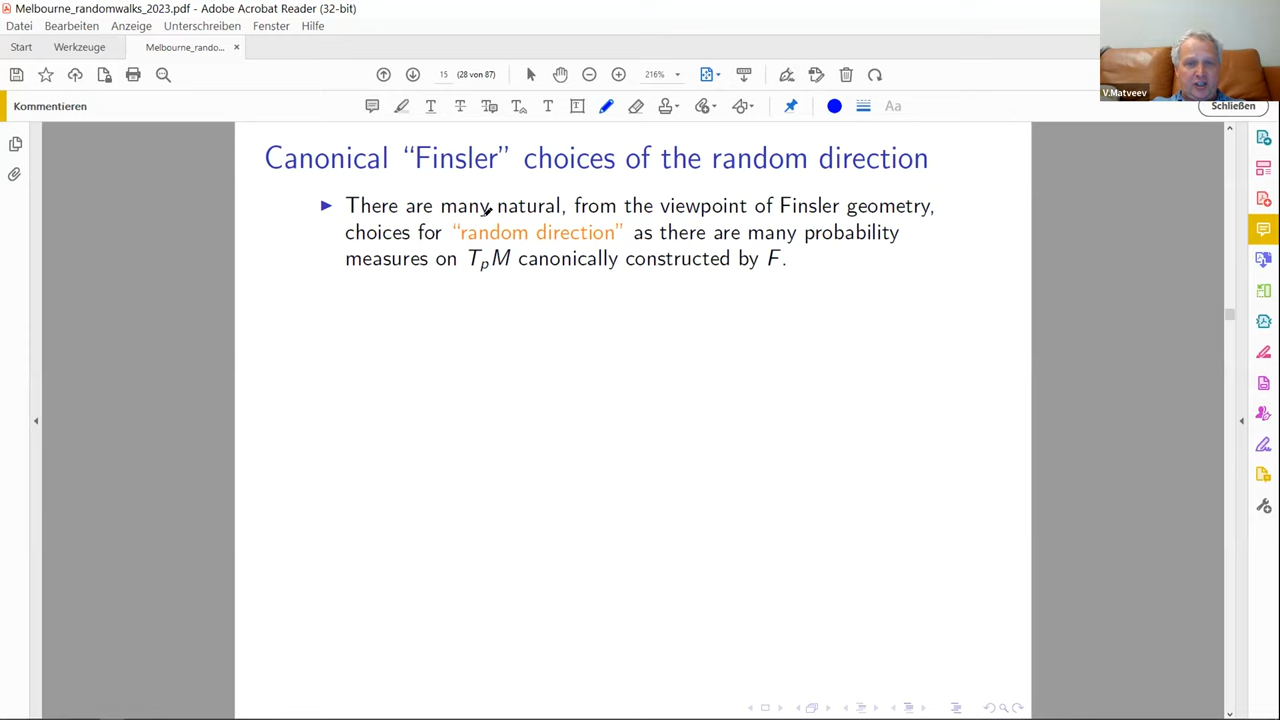 Melbourne_randomwalks_2023.pdf - Adobe Acrobat Reader (32-bit)
Datei Bearbeiten Anzeige Unterschreiben Fenster Hilfe
Start Werkzeuge Melbourne_rando... ×
15 (28 von 87) 216%
V.Matveev
Kommentieren Aa Schließen
Canonical “Finsler” choices of the random direction
▶ There are many natural, from the viewpoint of Finsler geometry,
choices for “random direction” as there are many probability
measures on TₚM canonically constructed by F.